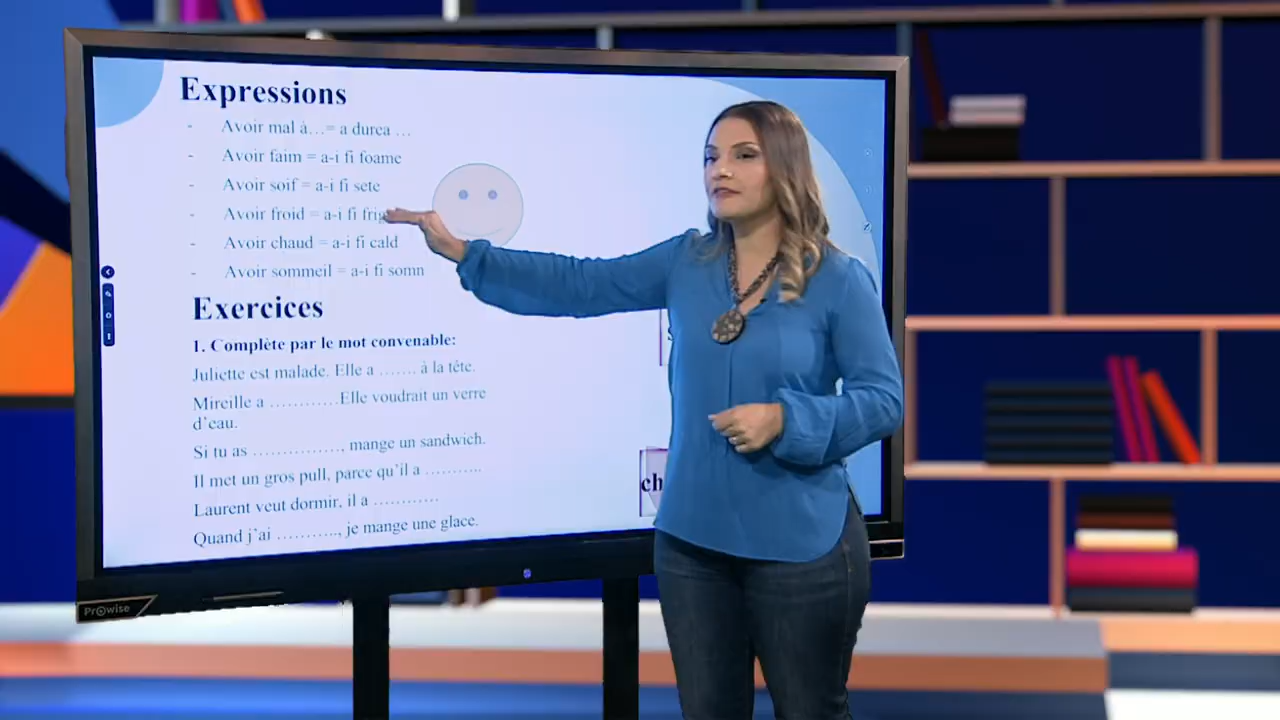 Expressions
- Avoir mal à…= a durea …
- Avoir faim = a-i fi foame
- Avoir soif = a-i fi sete
- Avoir froid = a-i fi
- Avoir chaud = a-i fi cald
- Avoir sommeil = a-i fi somn
Exercices
1. Complète par le mot convenable:
Juliette est malade. Elle a ……. à la tête.
Mireille a …………Elle voudrait un verre
d’eau.
Si tu as ……………, mange un sandwich.
Il met un gros pull, parce qu’il a ……….
Laurent veut dormir, il a …………
Quand j’ai ……….., je mange une glace.
ch
Prowise